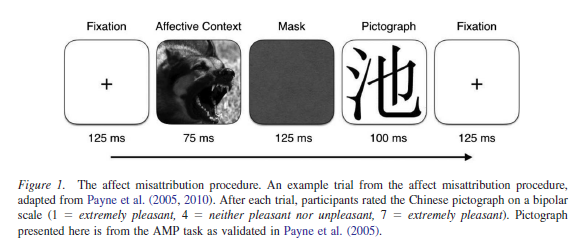 Fixation Affective Context Mask Pictograph Fixation
+ 池 +
125 ms 75 ms 125 ms 100 ms 125 ms
Figure 1. The affect misattribution procedure. An example trial from the affect misattribution procedure,
adapted from Payne et al. (2005, 2010). After each trial, participants rated the Chinese pictograph on a bipolar
scale (1 = extremely pleasant, 4 = neither pleasant nor unpleasant, 7 = extremely pleasant). Pictograph
presented here is from the AMP task as validated in Payne et al. (2005).